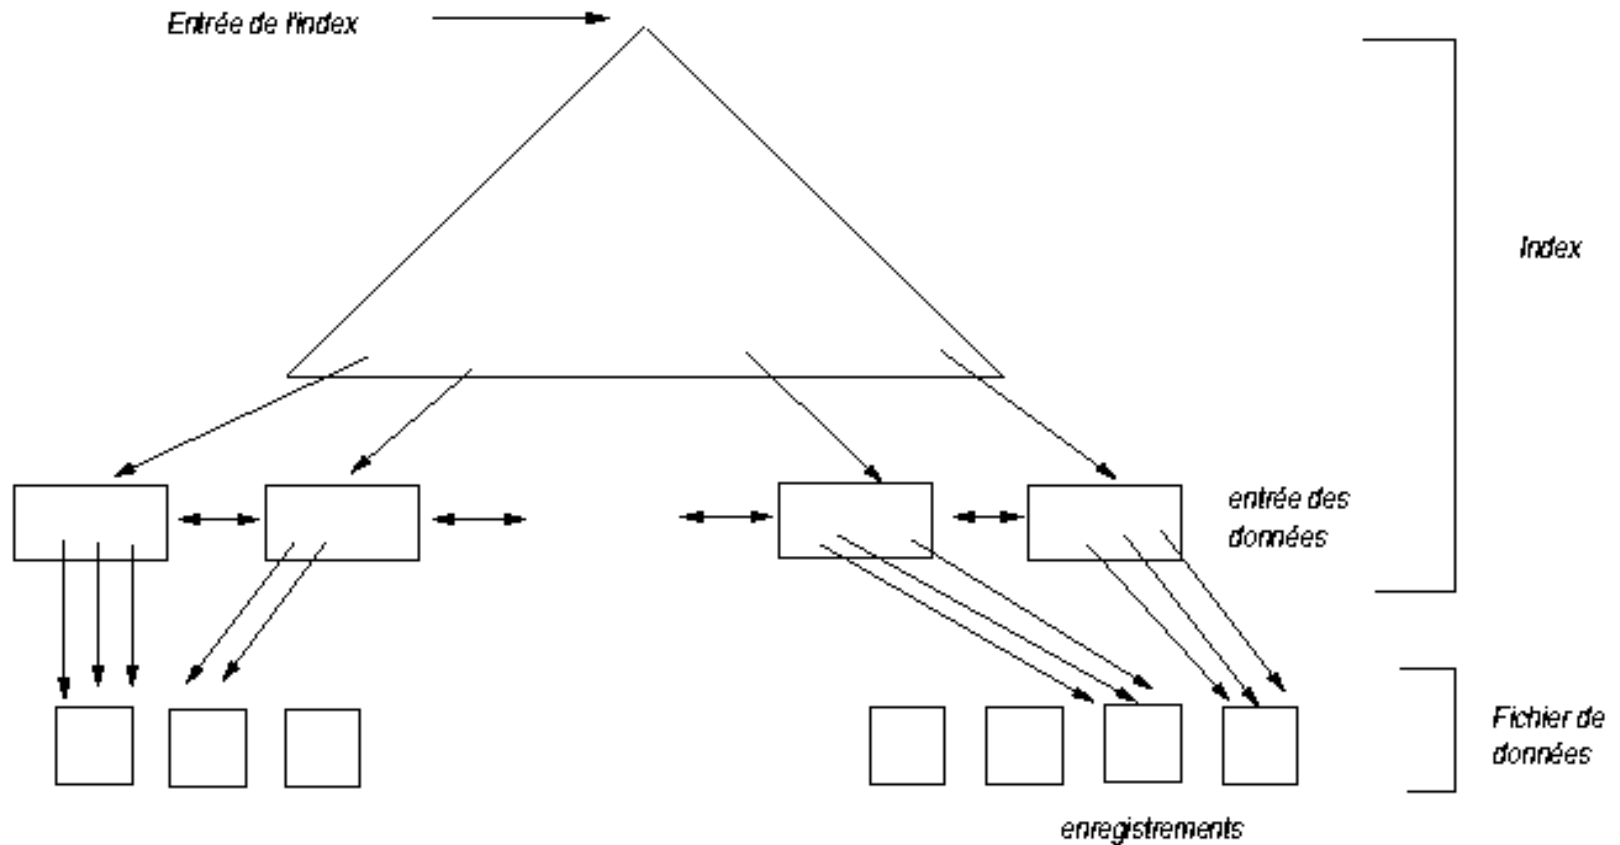 Entrée de l'index
Index
entrée des
données
Fichier de
données
enregistrements